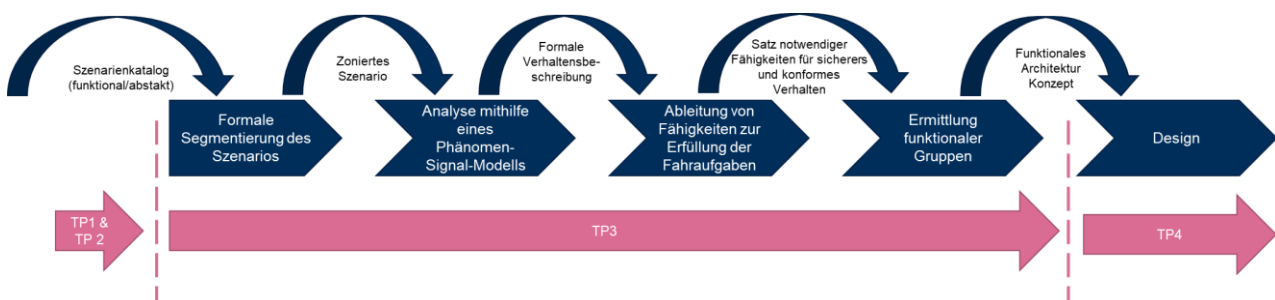 Szenarienkatalog
(funktional/abstakt)
Zoniertes
Szenario
Formale
Verhaltensbe-
schreibung
Satz notwendiger
Fähigkeiten für sicherers
und konformes
Verhalten
Funktionales
Architektur
Konzept
Formale
Segmentierung des
Szenarios
Analyse mithilfe
eines
Phänomen-
Signal-Modells
Ableitung von
Fähigkeiten zur
Erfüllung der
Fahraufgaben
Ermittlung
funktionaler
Gruppen
Design
TP1 &
TP 2
TP3
TP4